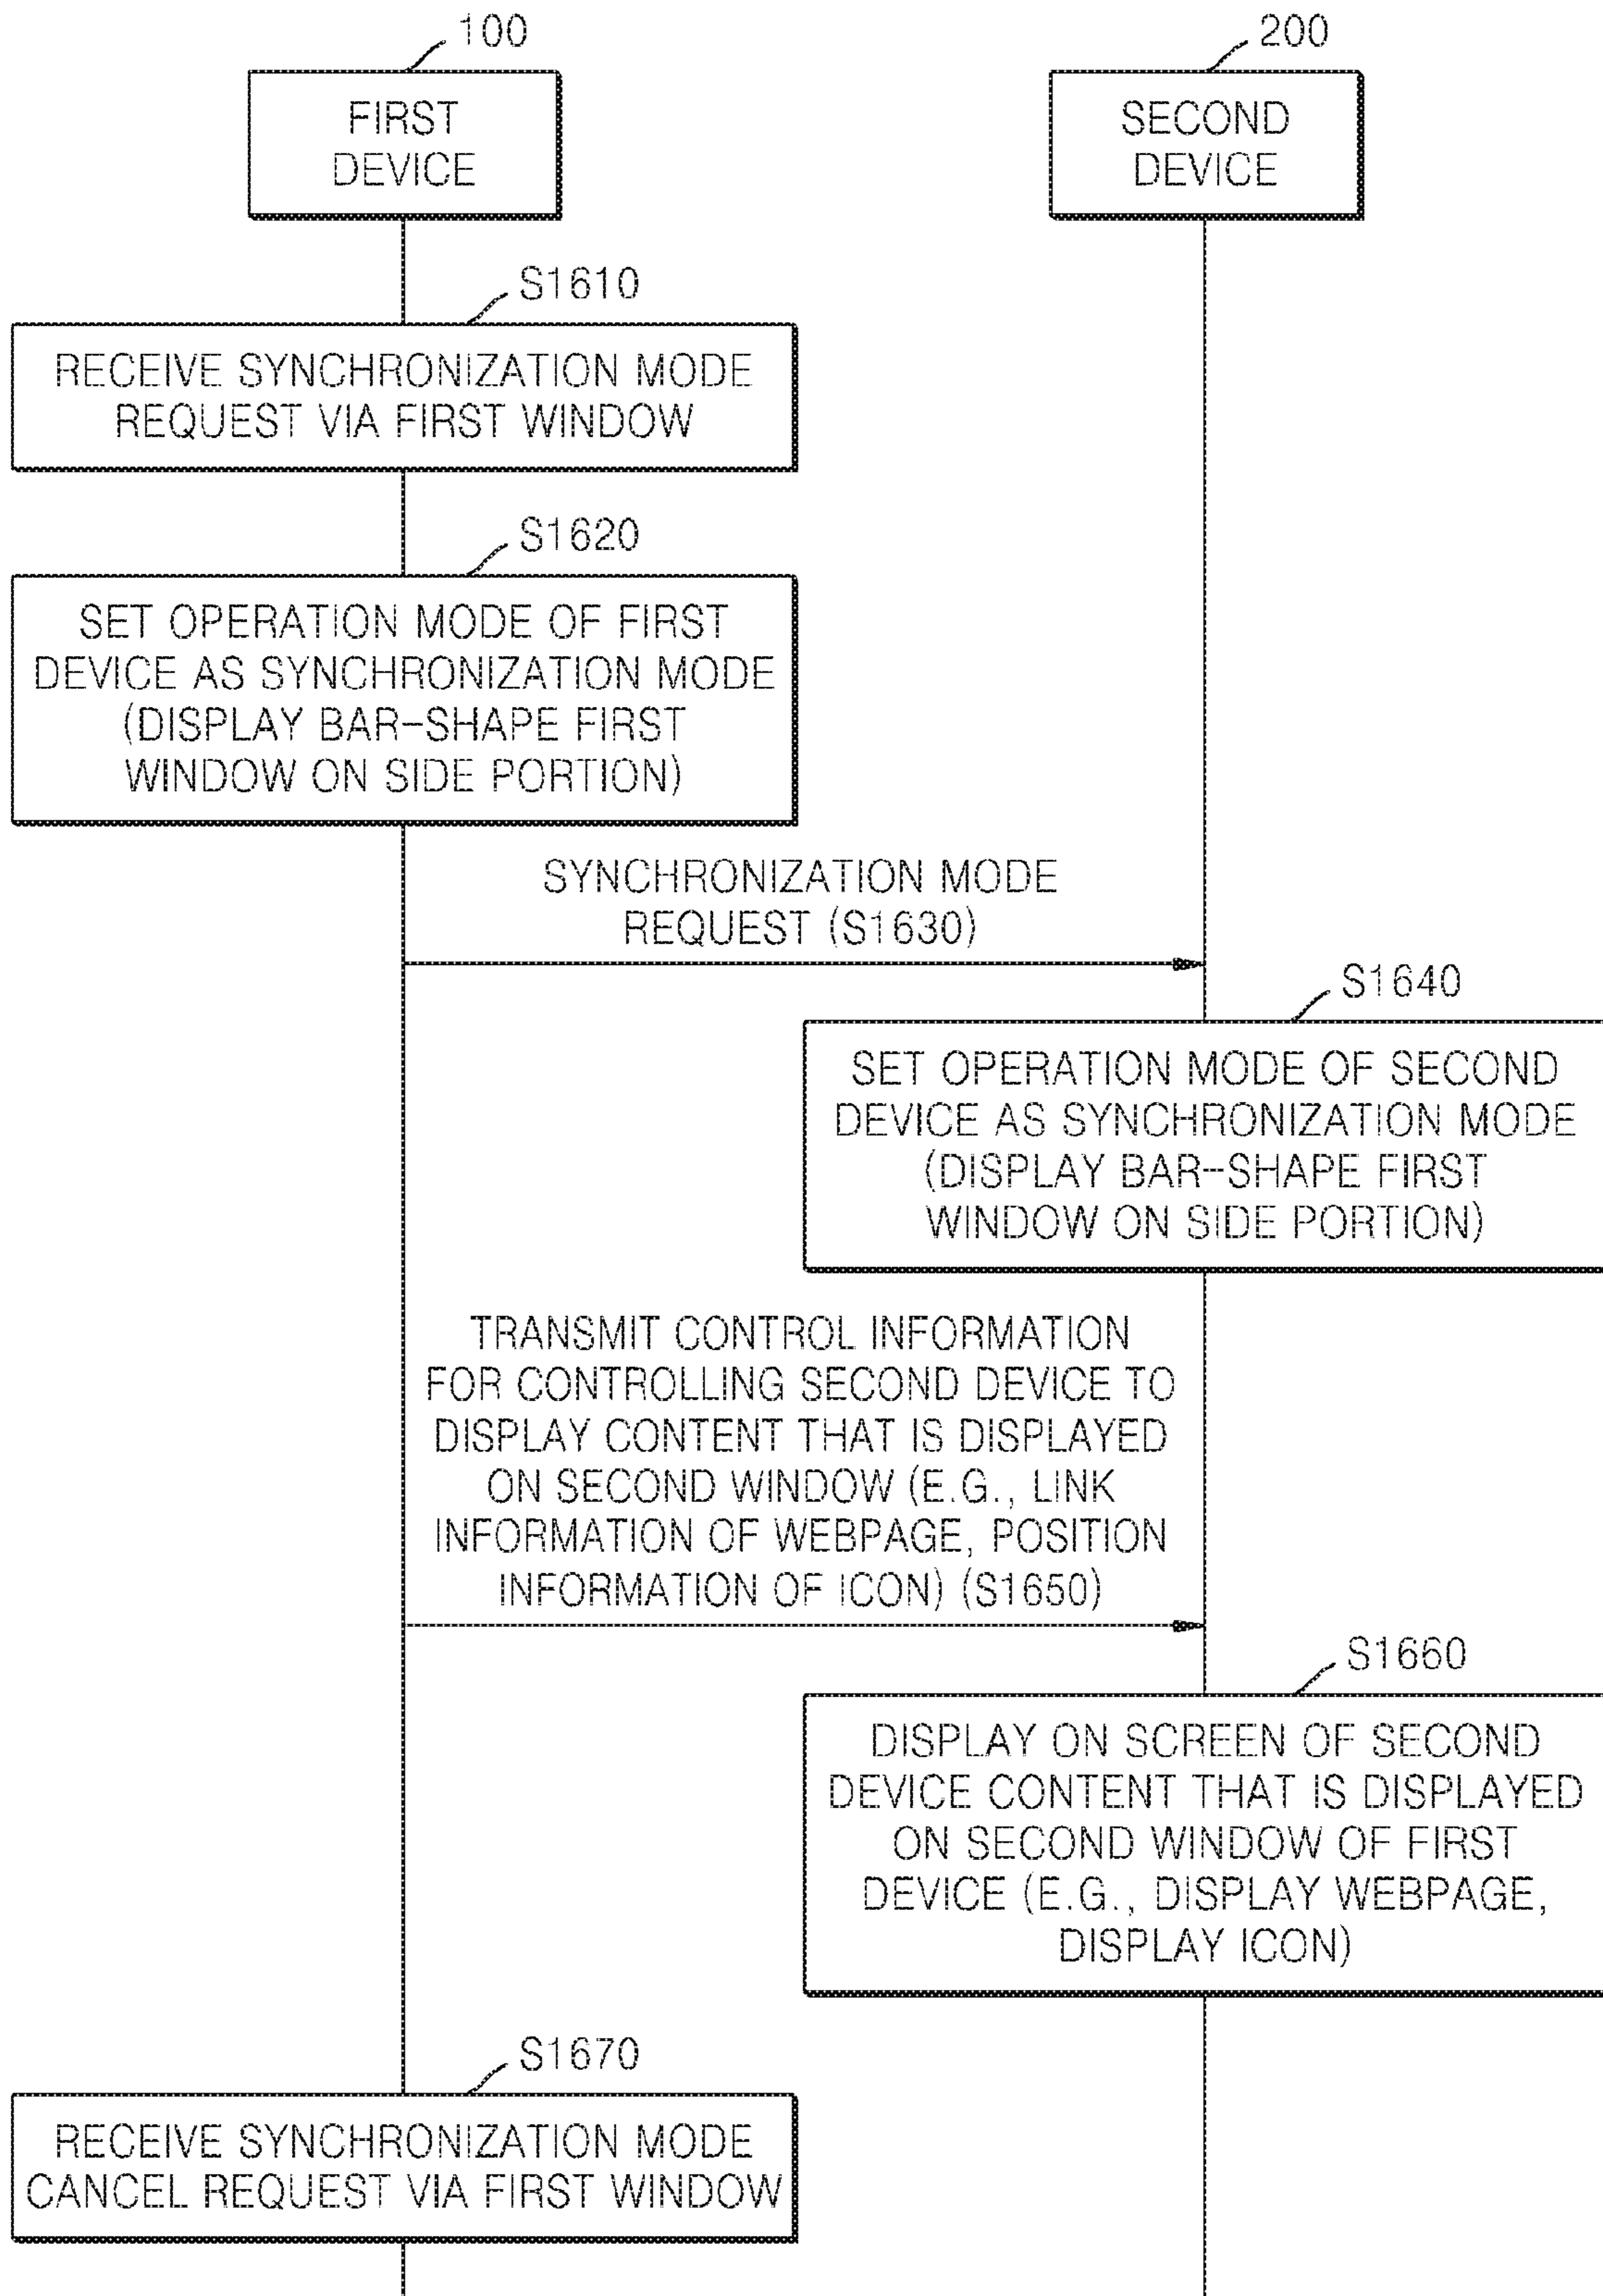 100
200
FIRST
DEVICE
SECOND
DEVICE
S1610
RECEIVE SYNCHRONIZATION MODE
REQUEST VIA FIRST WINDOW
S1620
SET OPERATION MODE OF FIRST
DEVICE AS SYNCHRONIZATION MODE
(DISPLAY BAR-SHAPE FIRST
WINDOW ON SIDE PORTION)
SYNCHRONIZATION MODE
REQUEST (S1630)
S1640
SET OPERATION MODE OF SECOND
DEVICE AS SYNCHRONIZATION MODE
(DISPLAY BAR-SHAPE FIRST
WINDOW ON SIDE PORTION)
TRANSMIT CONTROL INFORMATION
FOR CONTROLLING SECOND DEVICE TO
DISPLAY CONTENT THAT IS DISPLAYED
ON SECOND WINDOW (E.G., LINK
INFORMATION OF WEBPAGE, POSITION
INFORMATION OF ICON) (S1650)
S1660
DISPLAY ON SCREEN OF SECOND
DEVICE CONTENT THAT IS DISPLAYED
ON SECOND WINDOW OF FIRST
DEVICE (E.G., DISPLAY WEBPAGE,
DISPLAY ICON)
S1670
RECEIVE SYNCHRONIZATION MODE
CANCEL REQUEST VIA FIRST WINDOW